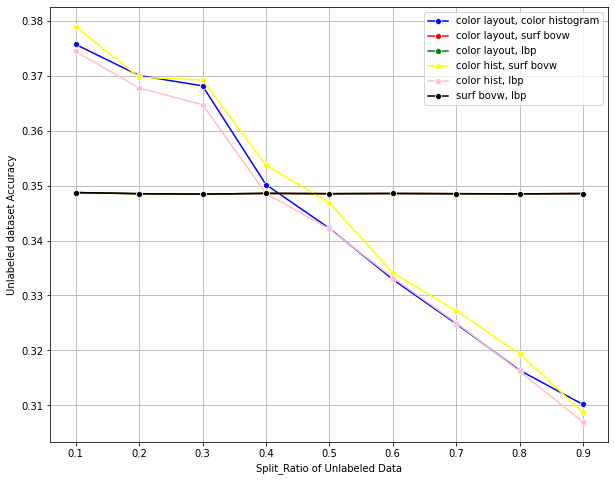 color layout, color histogram
color layout, surf bovw
color layout, lbp
color hist, surf bovw
color hist, lbp
surf bovw, lbp
0.38
0.37
0.36
0.35
0.34
0.33
0.32
0.31
Unlabeled dataset Accuracy
0.1 0.2 0.3 0.4 0.5 0.6 0.7 0.8 0.9
Split_Ratio of Unlabeled Data